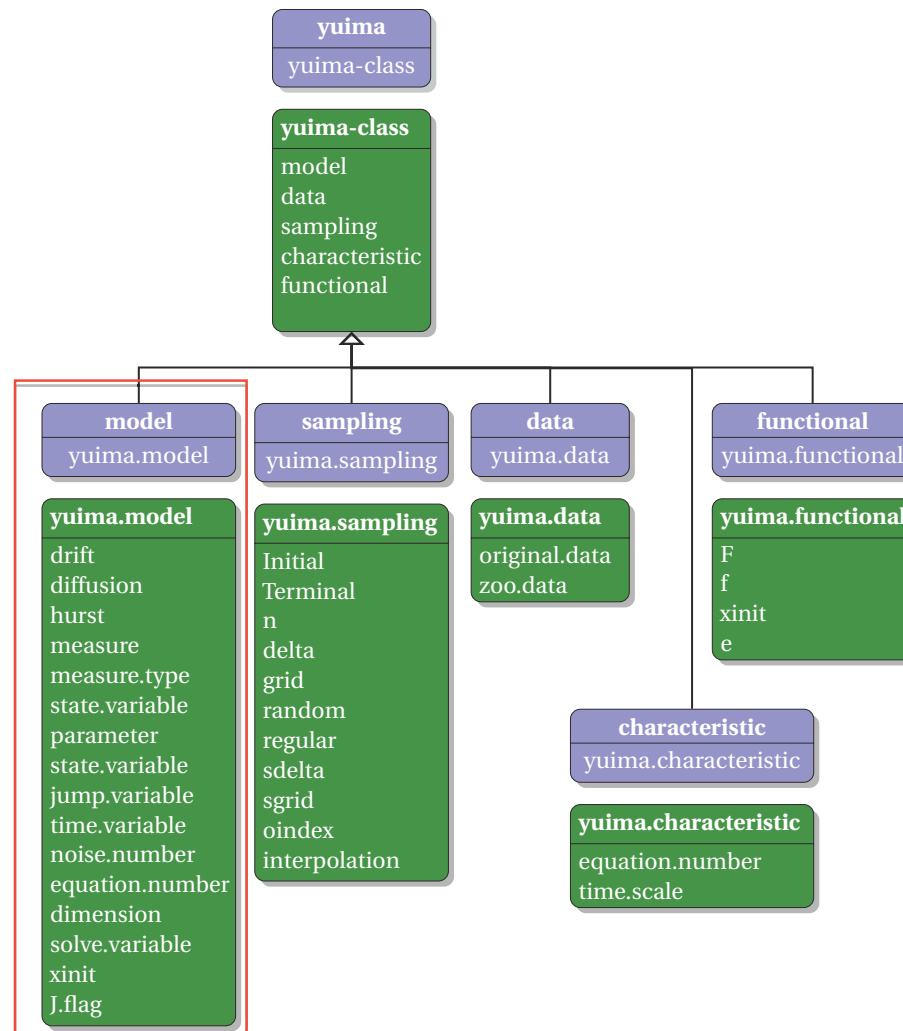 yuima
yuima-class
yuima-class
model
data
sampling
characteristic
functional
model
yuima.model
yuima.model
drift
diffusion
hurst
measure
measure.type
state.variable
parameter
state.variable
jump.variable
time.variable
noise.number
equation.number
dimension
solve.variable
xinit
J.flag
sampling
yuima.sampling
yuima.sampling
Initial
Terminal
n
delta
grid
random
regular
sdelta
sgrid
oindex
interpolation
data
yuima.data
yuima.data
original.data
zoo.data
characteristic
yuima.characteristic
yuima.characteristic
equation.number
time.scale
functional
yuima.functional
yuima.functional
F
f
xinit
e